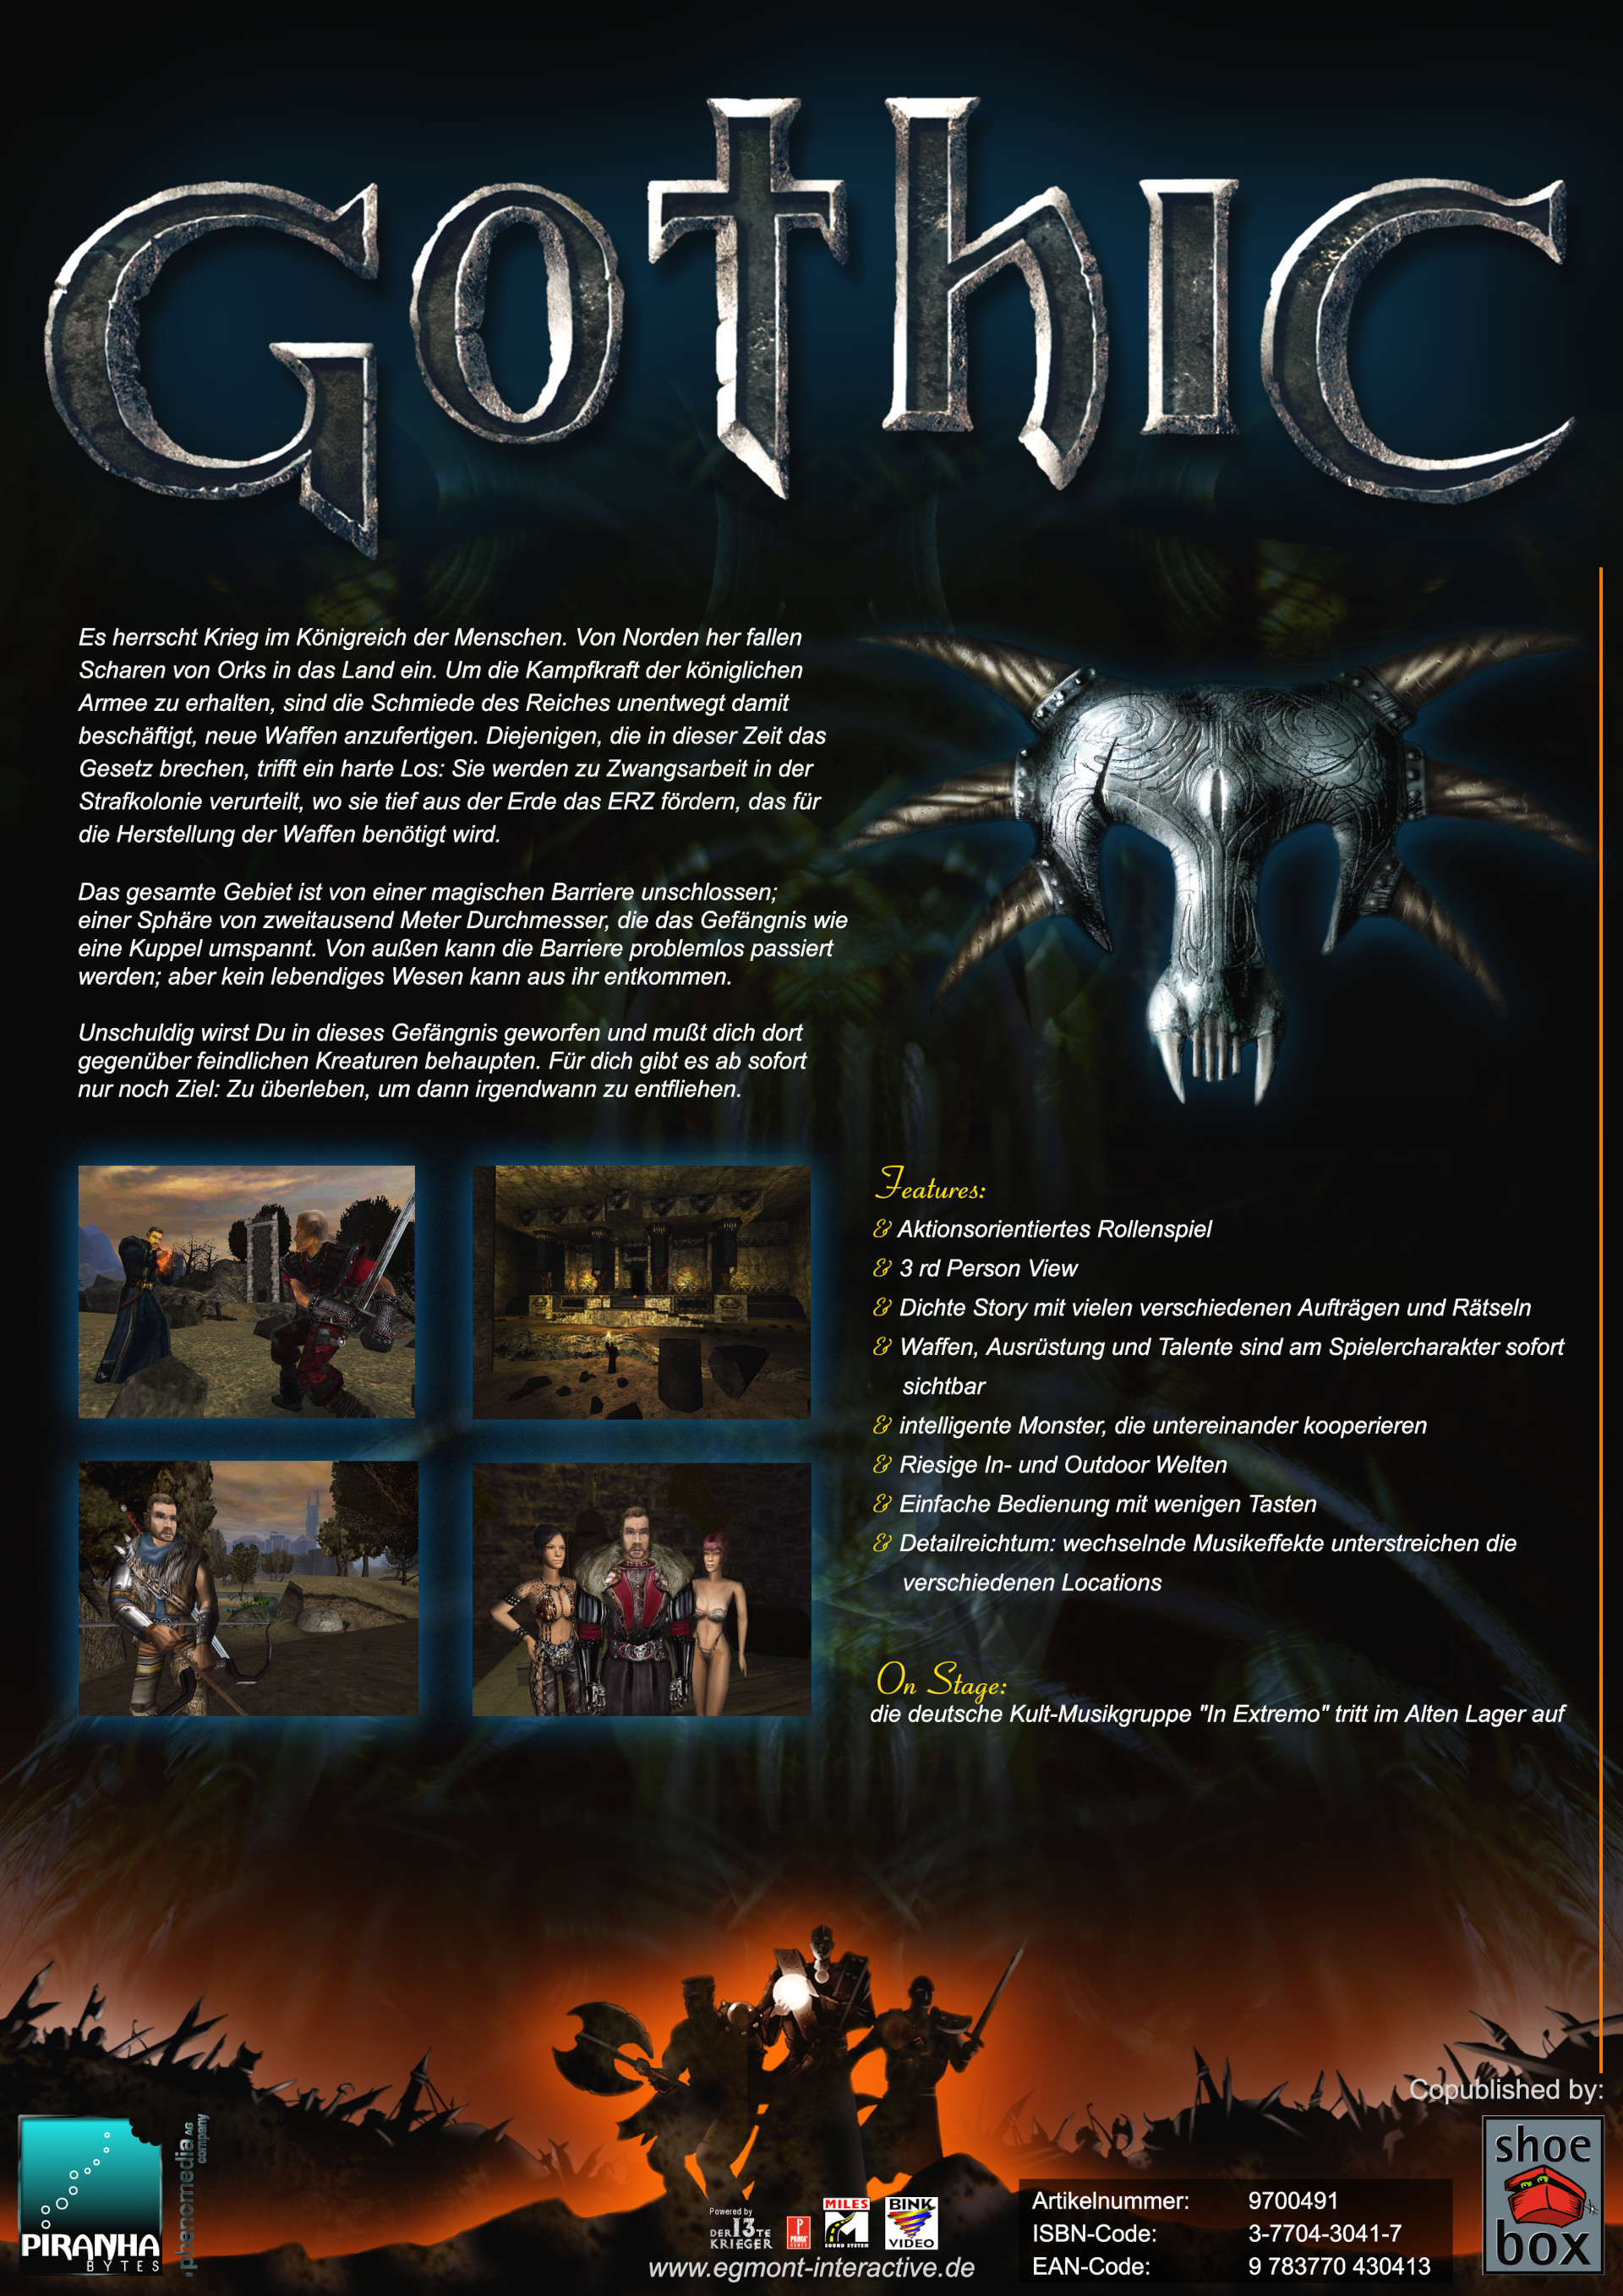 GothIC
Es herrscht Krieg im Königreich der Menschen. Von Norden her fallen
Scharen von Orks in das Land ein. Um die Kampfkraft der königlichen
Armee zu erhalten, sind die Schmiede des Reiches unentwegt damit
beschäftigt, neue Waffen anzufertigen. Diejenigen, die in dieser Zeit das
Gesetz brechen, trifft ein harte Los: Sie werden zu Zwangsarbeit in der
Strafkolonie verurteilt, wo sie tief aus der Erde das ERZ fördern, das für
die Herstellung der Waffen benötigt wird.
Das gesamte Gebiet ist von einer magischen Barriere unschlossen;
einer Sphäre von zweitausend Meter Durchmesser, die das Gefängnis wie
eine Kuppel umspannt. Von außen kann die Barriere problemlos passiert
werden; aber kein lebendiges Wesen kann aus ihr entkommen.
Unschuldig wirst Du in dieses Gefängnis geworfen und mußt dich dort
gegenüber feindlichen Kreaturen behaupten. Für dich gibt es ab sofort
nur noch Ziel: Zu überleben, um dann irgendwann zu entfliehen.
Features:
& Aktionsorientiertes Rollenspiel
& 3 rd Person View
& Dichte Story mit vielen verschiedenen Aufträgen und Rätseln
& Waffen, Ausrüstung und Talente sind am Spielercharakter sofort
sichtbar
& intelligente Monster, die untereinander kooperieren
& Riesige In- und Outdoor Welten
& Einfache Bedienung mit wenigen Tasten
& Detailreichtum: wechselnde Musikeffekte unterstreichen die
verschiedenen Locations
On Stage:
die deutsche Kult-Musikgruppe "In Extremo" tritt im Alten Lager auf
PIRANHA
BYTES
a phenomedia AG
company
Powered by
DER 13TE
KRIEGER
PRIMA
GAMES
MILES
SOUND SYSTEM
BINK
VIDEO
www.egmont-interactive.de
Artikelnummer: 9700491
ISBN-Code: 3-7704-3041-7
EAN-Code: 9 783770 430413
Copublished by:
shoe
box